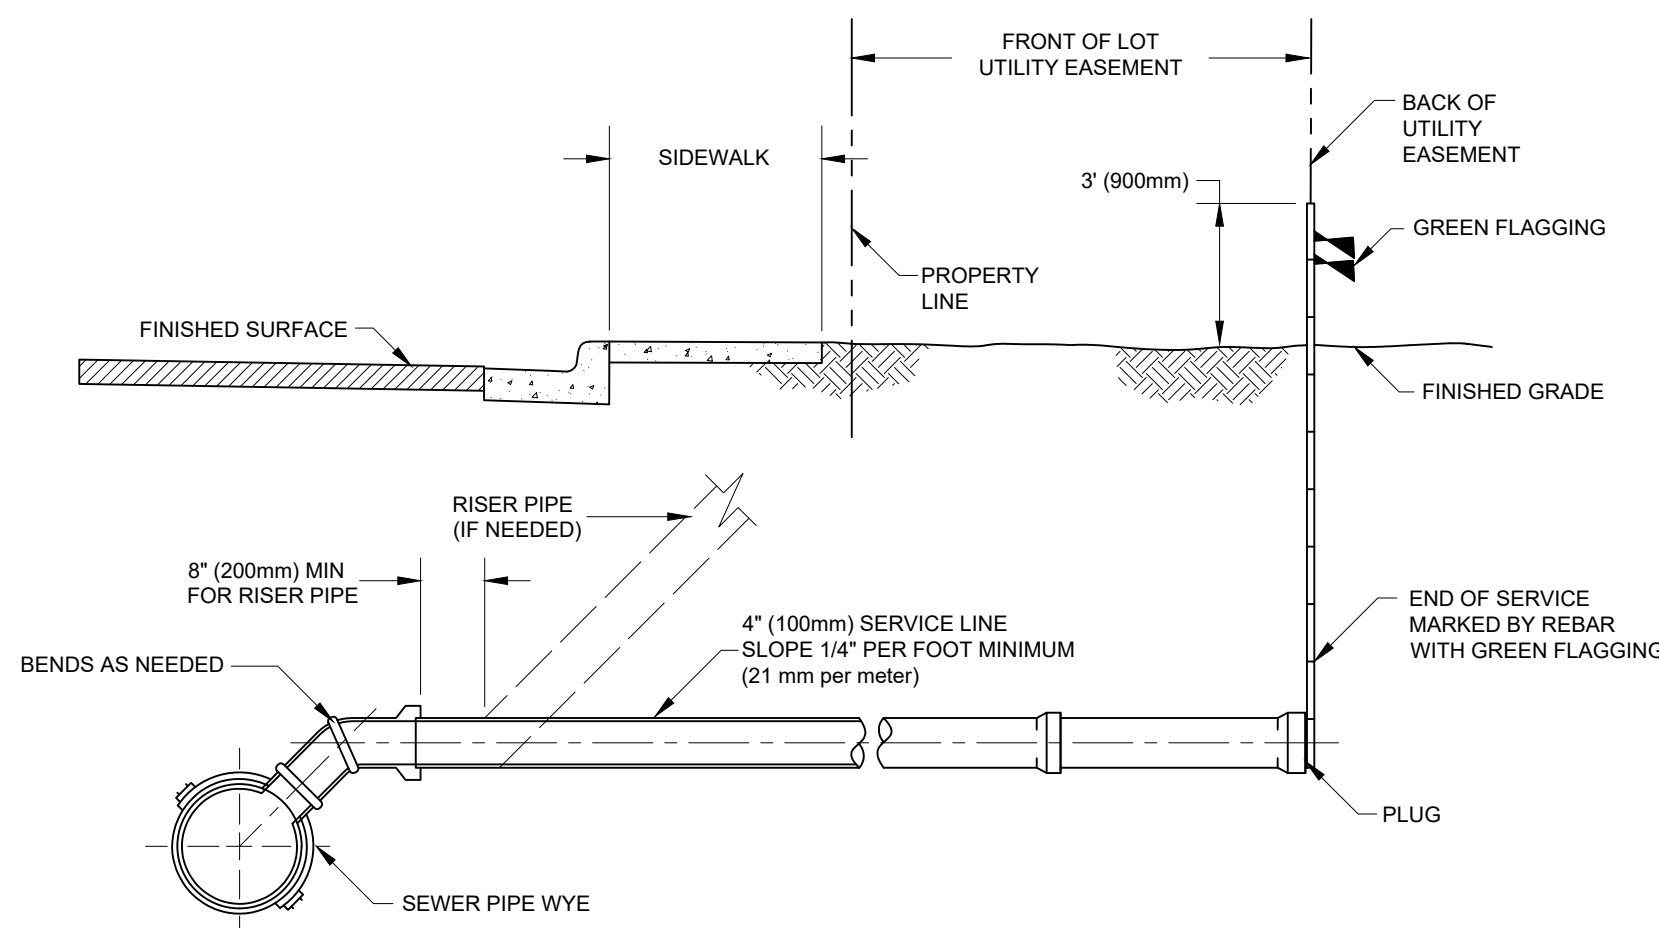 FRONT OF LOT
UTILITY EASEMENT
BACK OF
UTILITY
EASEMENT
SIDEWALK
3' (900mm)
GREEN FLAGGING
PROPERTY
LINE
FINISHED SURFACE
FINISHED GRADE
RISER PIPE
(IF NEEDED)
8" (200mm) MIN
FOR RISER PIPE
4" (100mm) SERVICE LINE
SLOPE 1/4" PER FOOT MINIMUM
(21 mm per meter)
END OF SERVICE
MARKED BY REBAR
WITH GREEN FLAGGING
BENDS AS NEEDED
PLUG
SEWER PIPE WYE